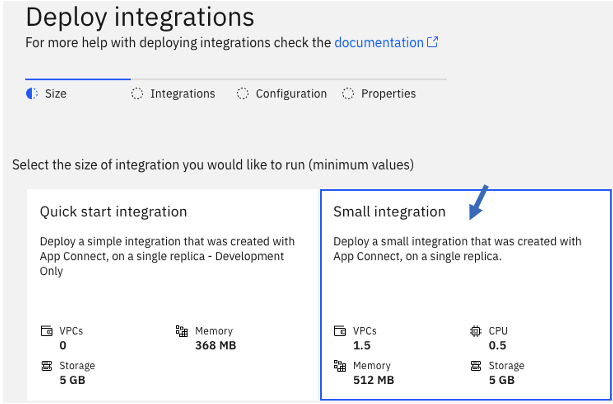 Deploy integrations
For more help with deploying integrations check the documentation
Size
Integrations
Configuration
Properties
Select the size of integration you would like to run (minimum values)
Quick start integration
Deploy a simple integration that was created with
App Connect, on a single replica - Development
Only
VPCs
0
Memory
368 MB
Storage
5 GB
Small integration
Deploy a small integration that was created with
App Connect, on a single replica.
VPCs
1.5
CPU
0.5
Memory
512 MB
Storage
5 GB